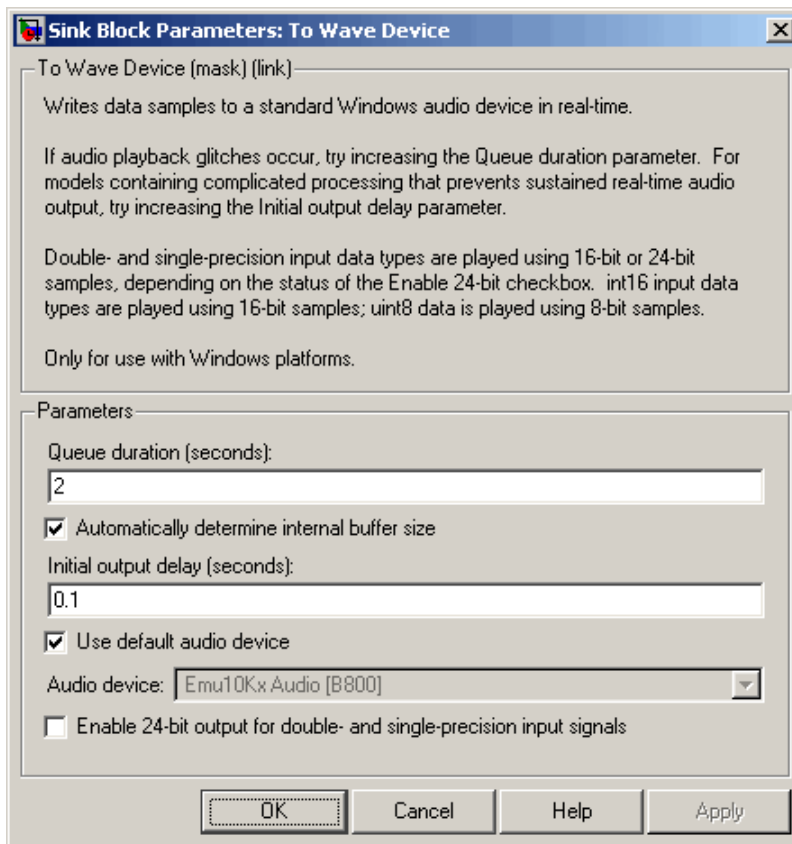 Sink Block Parameters: To Wave Device
To Wave Device (mask) (link)
Writes data samples to a standard Windows audio device in real-time.
If audio playback glitches occur, try increasing the Queue duration parameter.  For
models containing complicated processing that prevents sustained real-time audio
output, try increasing the Initial output delay parameter.
Double- and single-precision input data types are played using 16-bit or 24-bit
samples, depending on the status of the Enable 24-bit checkbox.  int16 input data
types are played using 16-bit samples; uint8 data is played using 8-bit samples.
Only for use with Windows platforms.
Parameters
Queue duration (seconds):
2
Automatically determine internal buffer size
Initial output delay (seconds):
0.1
Use default audio device
Audio device: Emu10Kx Audio [B800]
Enable 24-bit output for double- and single-precision input signals
OK Cancel Help Apply